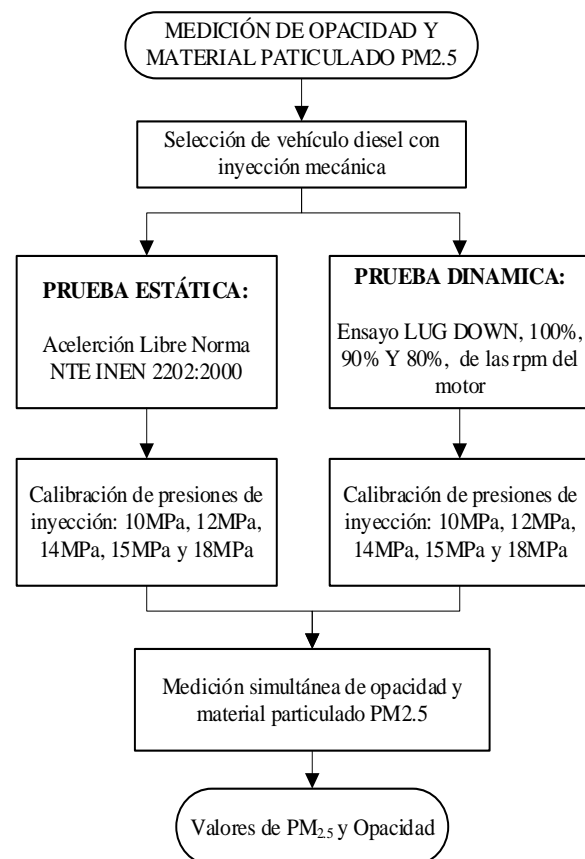 MEDICIÓN DE OPACIDAD Y
MATERIAL PATICULADO PM2.5
Selección de vehículo diesel con
inyección mecánica
PRUEBA ESTÁTICA:
Acelerción Libre Norma
NTE INEN 2202:2000
PRUEBA DINAMICA:
Ensayo LUG DOWN, 100%,
90% Y 80%, de las rpm del
motor
Calibración de presiones de
inyección: 10MPa, 12MPa,
14MPa, 15MPa y 18MPa
Calibración de presiones de
inyección: 10MPa, 12MPa,
14MPa, 15MPa y 18MPa
Medición simultánea de opacidad y
material particulado PM2.5
Valores de PM₂.₅ y Opacidad